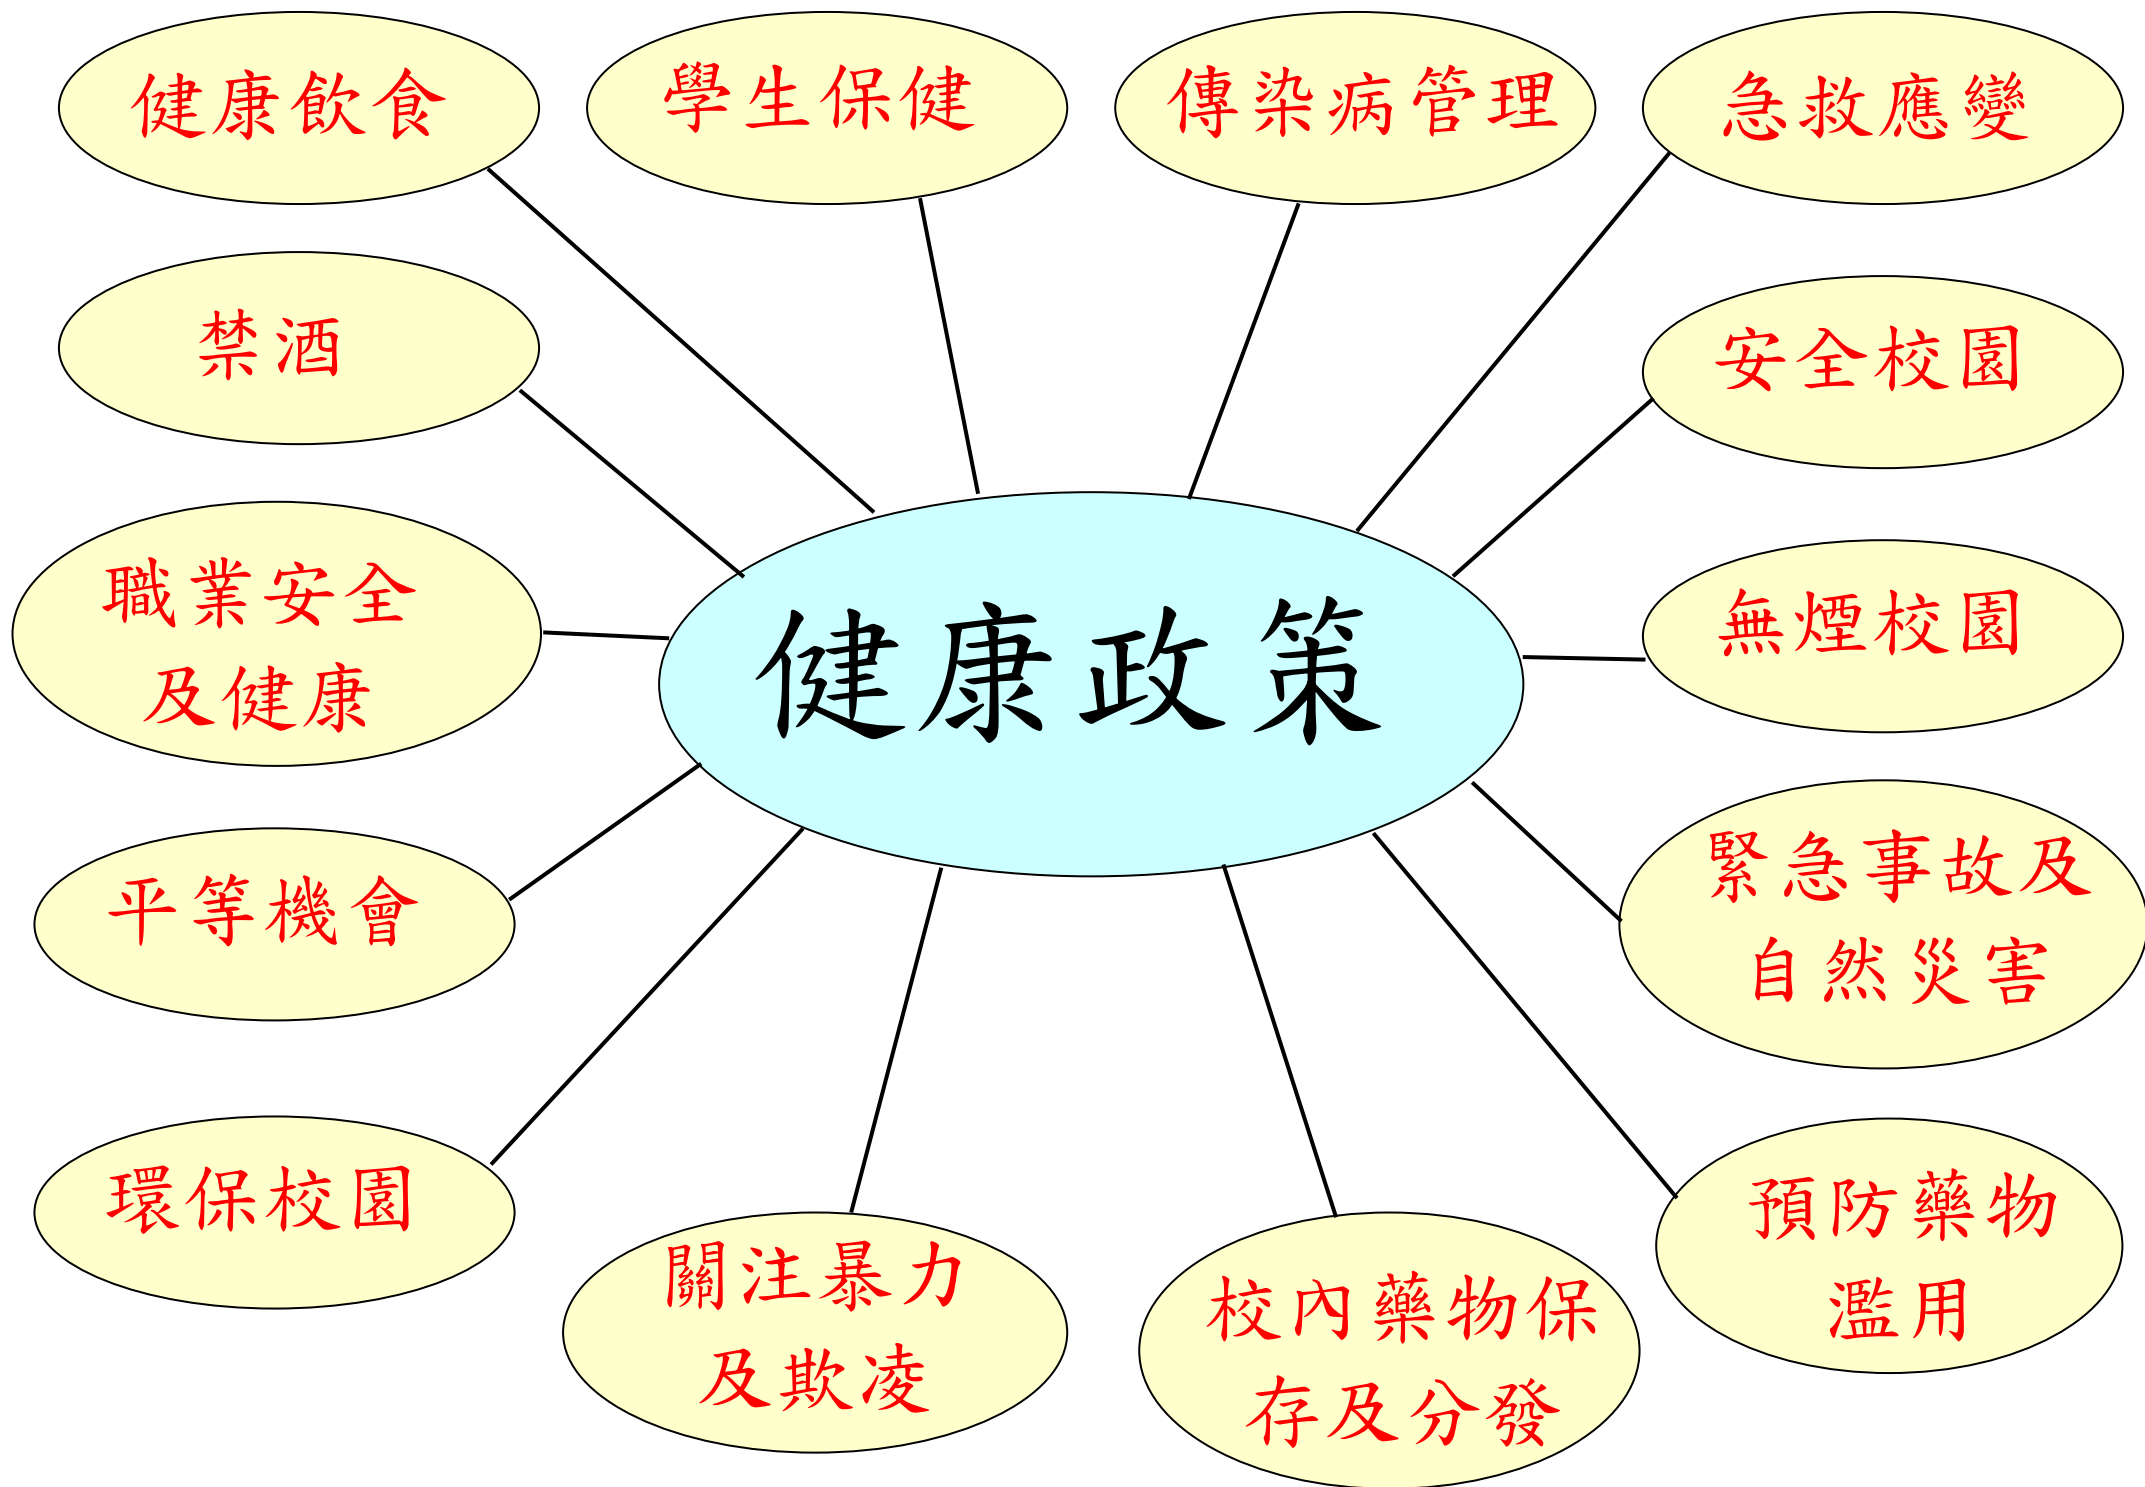 健康飲食
學生保健
傳染病管理
急救應變
禁酒
安全校園
職業安全
及健康
健康政策
無煙校園
平等機會
緊急事故及
自然災害
環保校園
關注暴力
及欺凌
校內藥物保
存及分發
預防藥物
濫用